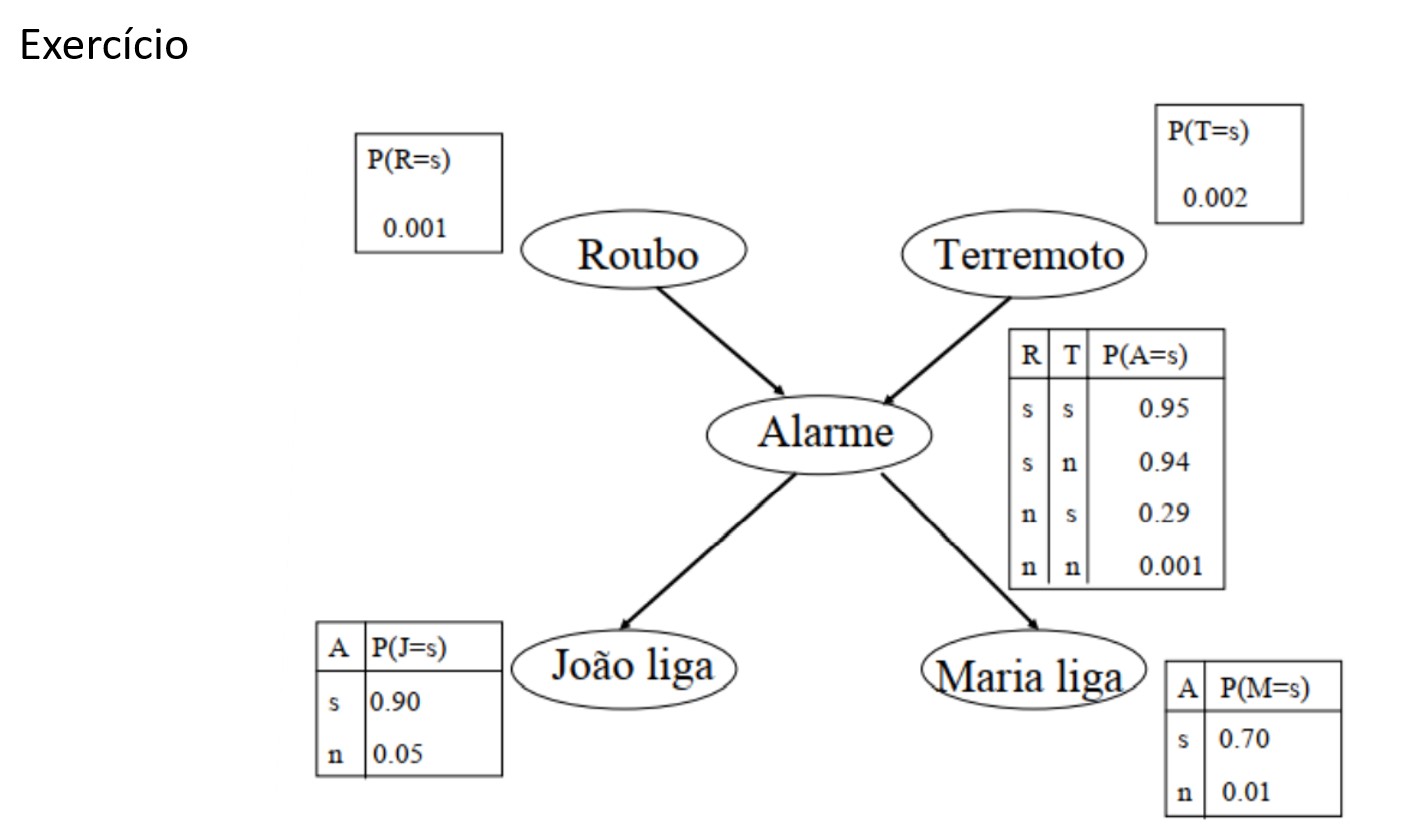 Exercício
P(R=s)
0.001
P(T=s)
0.002
Roubo
Terremoto
R T P(A=s)
s s 0.95
s n 0.94
n s 0.29
n n 0.001
Alarme
A P(J=s)
s 0.90
n 0.05
João liga
Maria liga
A P(M=s)
s 0.70
n 0.01